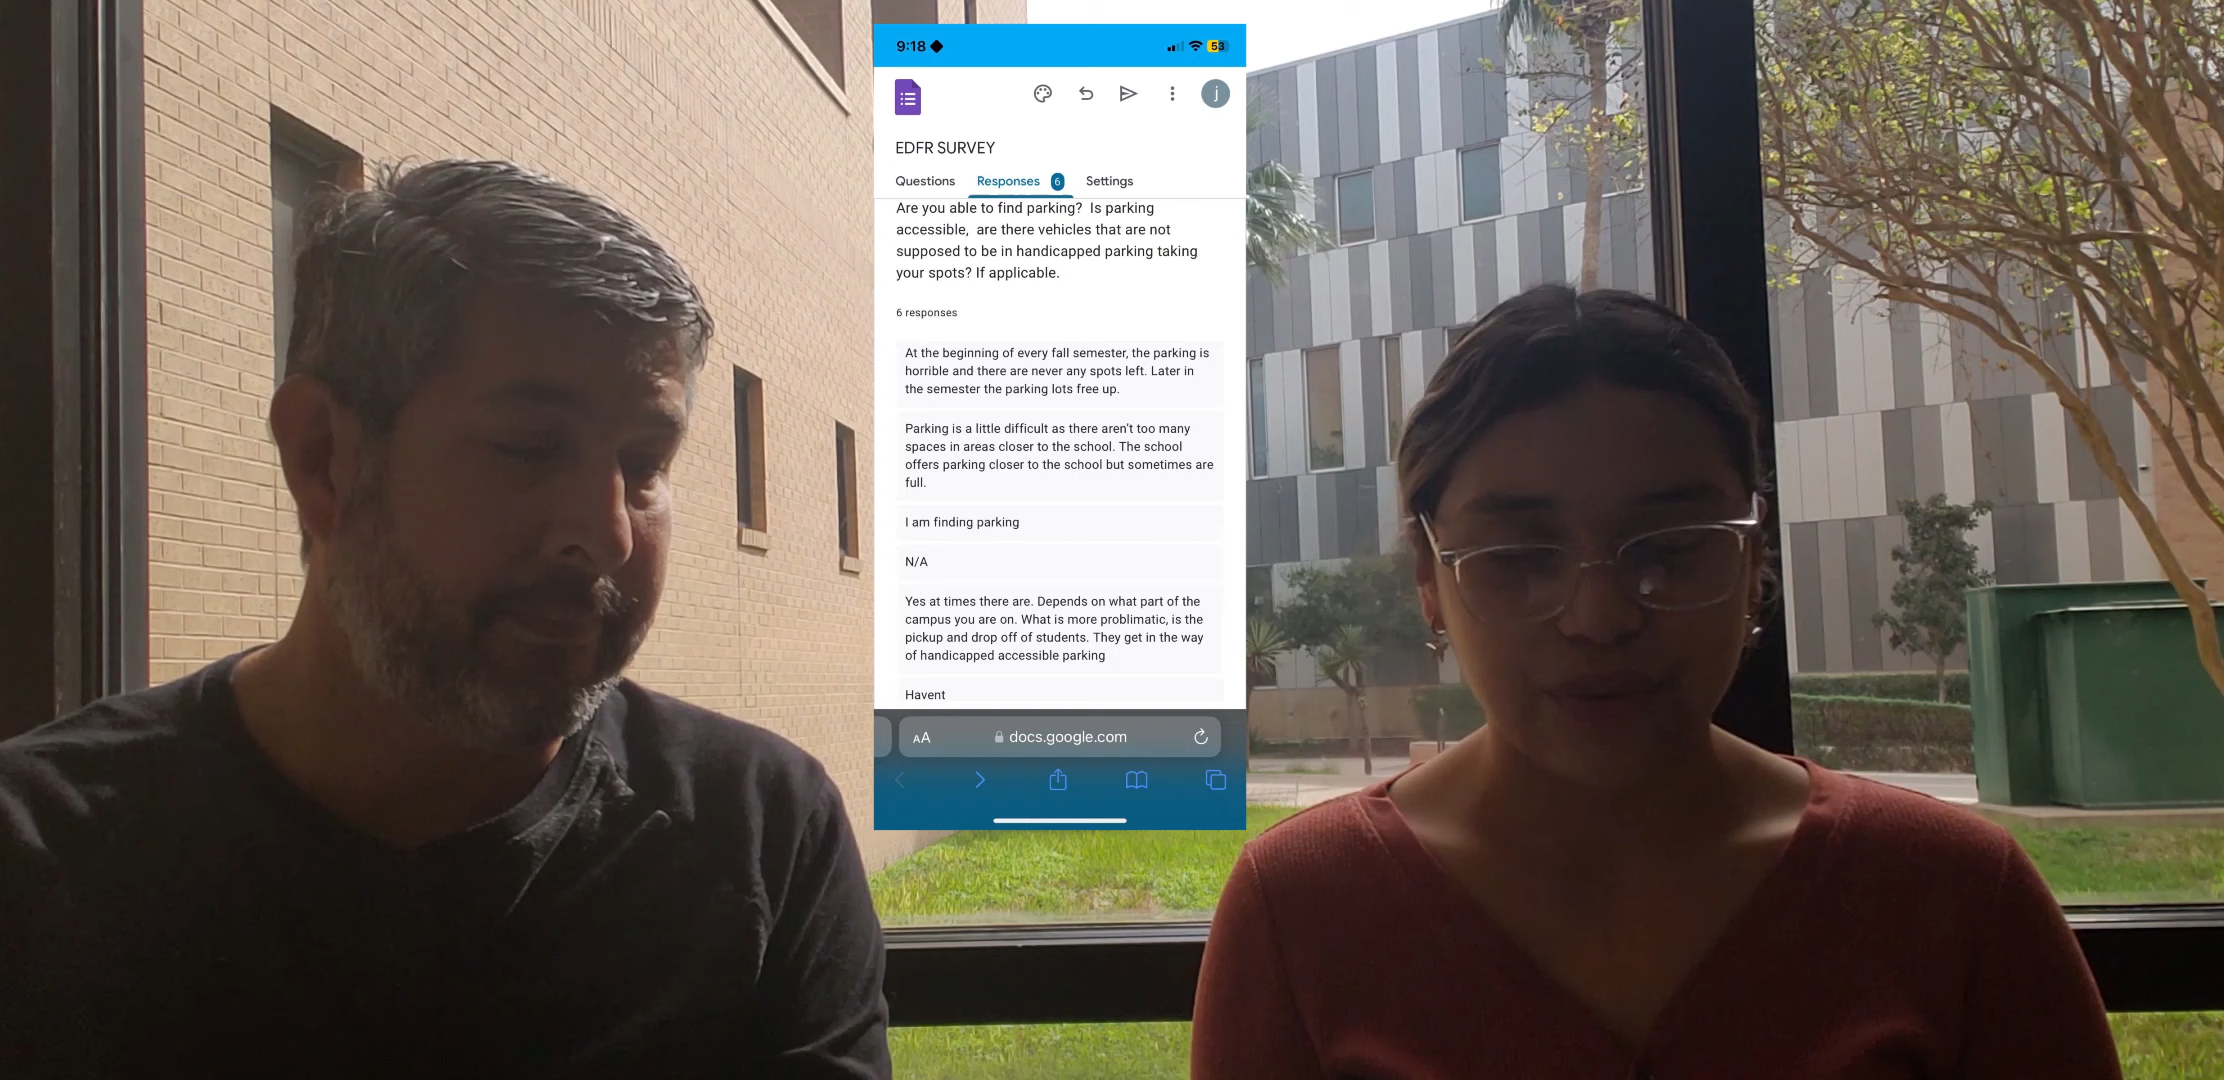 9:18
53
j
EDFR SURVEY
Questions Responses 6 Settings
Are you able to find parking?  Is parking
accessible,  are there vehicles that are not
supposed to be in handicapped parking taking
your spots? If applicable.
6 responses
At the beginning of every fall semester, the parking is
horrible and there are never any spots left. Later in
the semester the parking lots free up.
Parking is a little difficult as there aren't too many
spaces in areas closer to the school. The school
offers parking closer to the school but sometimes are
full.
I am finding parking
N/A
Yes at times there are. Depends on what part of the
campus you are on. What is more problimatic, is the
pickup and drop off of students. They get in the way
of handicapped accessible parking
Havent
AA docs.google.com